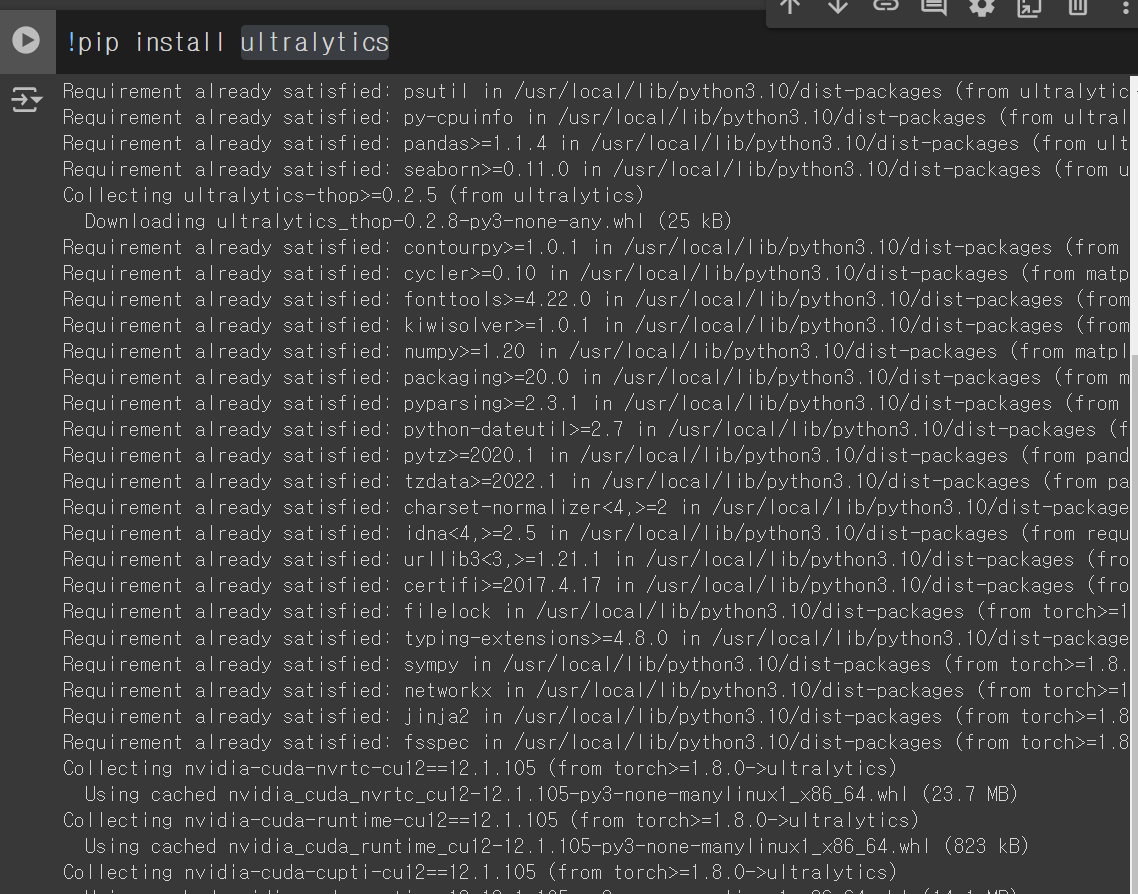 !pip install ultralytics
Requirement already satisfied: psutil in /usr/local/lib/python3.10/dist-packages (from ultralytic
Requirement already satisfied: py-cpuinfo in /usr/local/lib/python3.10/dist-packages (from ultral
Requirement already satisfied: pandas>=1.1.4 in /usr/local/lib/python3.10/dist-packages (from ult
Requirement already satisfied: seaborn>=0.11.0 in /usr/local/lib/python3.10/dist-packages (from u
Collecting ultralytics-thop>=0.2.5 (from ultralytics)
Downloading ultralytics_thop-0.2.8-py3-none-any.whl (25 kB)
Requirement already satisfied: contourpy>=1.0.1 in /usr/local/lib/python3.10/dist-packages (from
Requirement already satisfied: cycler>=0.10 in /usr/local/lib/python3.10/dist-packages (from matp
Requirement already satisfied: fonttools>=4.22.0 in /usr/local/lib/python3.10/dist-packages (from
Requirement already satisfied: kiwisolver>=1.0.1 in /usr/local/lib/python3.10/dist-packages (from
Requirement already satisfied: numpy>=1.20 in /usr/local/lib/python3.10/dist-packages (from matpl
Requirement already satisfied: packaging>=20.0 in /usr/local/lib/python3.10/dist-packages (from m
Requirement already satisfied: pyparsing>=2.3.1 in /usr/local/lib/python3.10/dist-packages (from
Requirement already satisfied: python-dateutil>=2.7 in /usr/local/lib/python3.10/dist-packages (f
Requirement already satisfied: pytz>=2020.1 in /usr/local/lib/python3.10/dist-packages (from pand
Requirement already satisfied: tzdata>=2022.1 in /usr/local/lib/python3.10/dist-packages (from pa
Requirement already satisfied: charset-normalizer<4,>=2 in /usr/local/lib/python3.10/dist-package
Requirement already satisfied: idna<4,>=2.5 in /usr/local/lib/python3.10/dist-packages (from requ
Requirement already satisfied: urllib3<3,>=1.21.1 in /usr/local/lib/python3.10/dist-packages (fro
Requirement already satisfied: certifi>=2017.4.17 in /usr/local/lib/python3.10/dist-packages (fro
Requirement already satisfied: filelock in /usr/local/lib/python3.10/dist-packages (from torch>=1
Requirement already satisfied: typing-extensions>=4.8.0 in /usr/local/lib/python3.10/dist-package
Requirement already satisfied: sympy in /usr/local/lib/python3.10/dist-packages (from torch>=1.8.
Requirement already satisfied: networkx in /usr/local/lib/python3.10/dist-packages (from torch>=1
Requirement already satisfied: jinja2 in /usr/local/lib/python3.10/dist-packages (from torch>=1.8
Requirement already satisfied: fsspec in /usr/local/lib/python3.10/dist-packages (from torch>=1.8
Collecting nvidia-cuda-nvrtc-cu12==12.1.105 (from torch>=1.8.0->ultralytics)
Using cached nvidia_cuda_nvrtc_cu12-12.1.105-py3-none-manylinux1_x86_64.whl (23.7 MB)
Collecting nvidia-cuda-runtime-cu12==12.1.105 (from torch>=1.8.0->ultralytics)
Using cached nvidia_cuda_runtime_cu12-12.1.105-py3-none-manylinux1_x86_64.whl (823 kB)
Collecting nvidia-cuda-cupti-cu12==12.1.105 (from torch>=1.8.0->ultralytics)